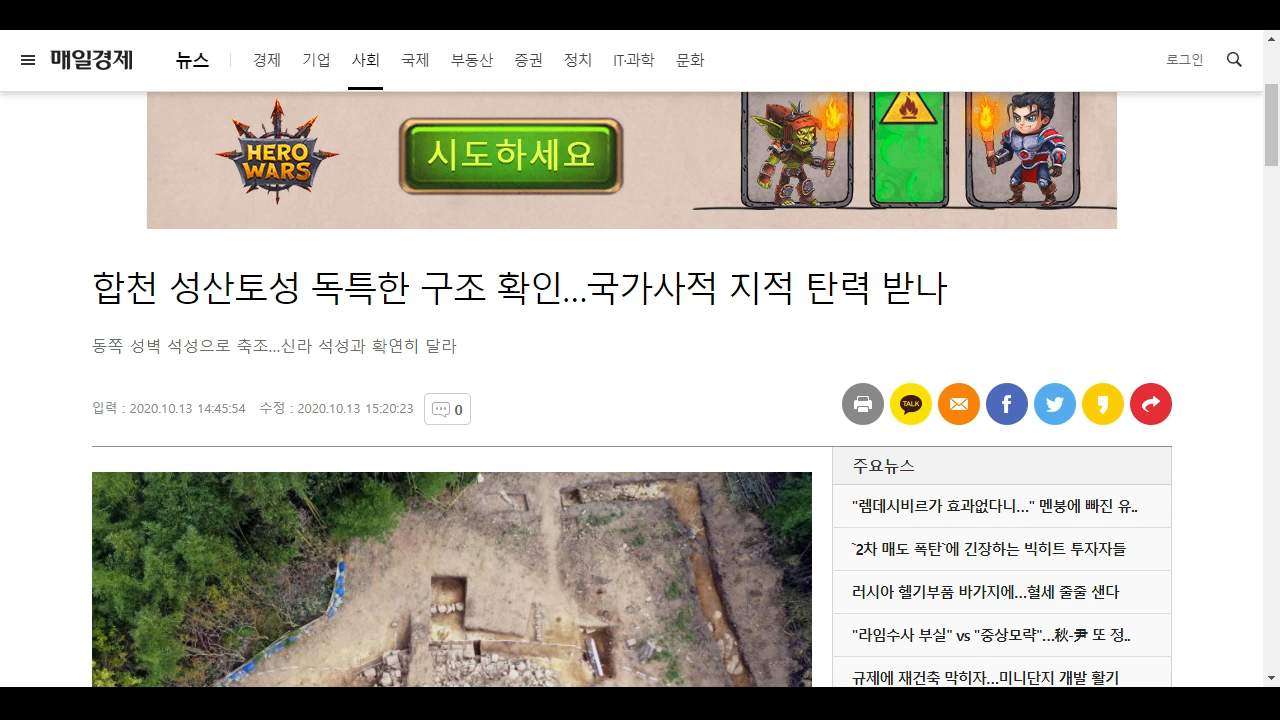 매일경제
뉴스 경제 기업 사회 국제 부동산 증권 정치 IT·과학 문화
로그인
HERO WARS
시도하세요
합천 성산토성 독특한 구조 확인…국가사적 지적 탄력 받나
동쪽 성벽 석성으로 축조…신라 석성과 확연히 달라
입력 : 2020.10.13 14:45:54 수정 : 2020.10.13 15:20:23 0
TALK
주요뉴스
"렘데시비르가 효과없다니…" 멘붕에 빠진 유..
`2차 매도 폭탄`에 긴장하는 빅히트 투자자들
러시아 헬기부품 바가지에…혈세 줄줄 샌다
"라임수사 부실" vs "중상모략"…秋-尹 또 정..
규제에 재건축 막히자…미니단지 개발 활기